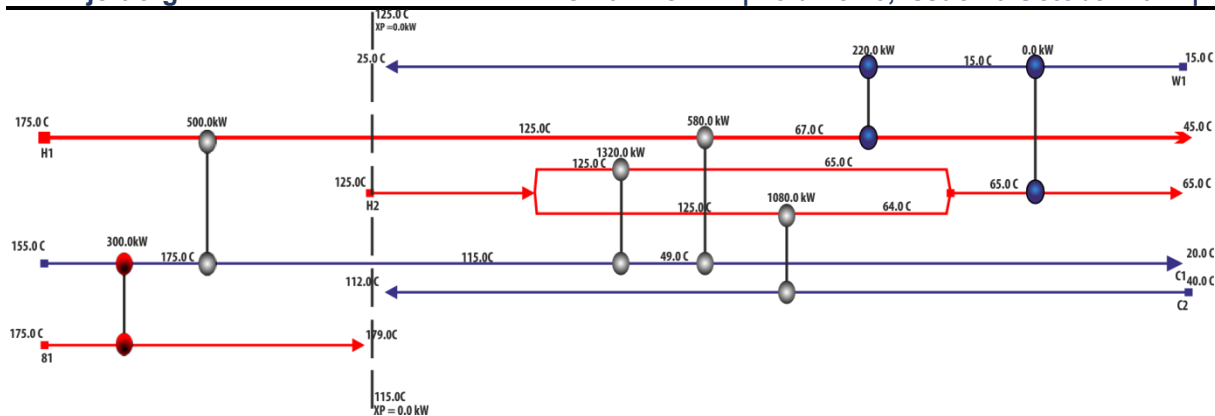 125.0 C
XP =0.0kW
25.0 C
220.0 kW
0.0 kW
15.0 C
15.0 C
W1
175.0 C
500.0kW
125.0C
580.0 kW
67.0 C
45.0 C
H1
1320.0 kW
125.0 C
65.0 C
125.0C
H2
65.0 C
65.0 C
1080.0 kW
125.0C
64.0 C
155.0 C
300.0kW
175.0 C
115.0C
49.0 C
20.0 C
C1
112.0C
40.0 C
C2
175.0 C
179.0C
81
115.0C
XP = 0.0 kW